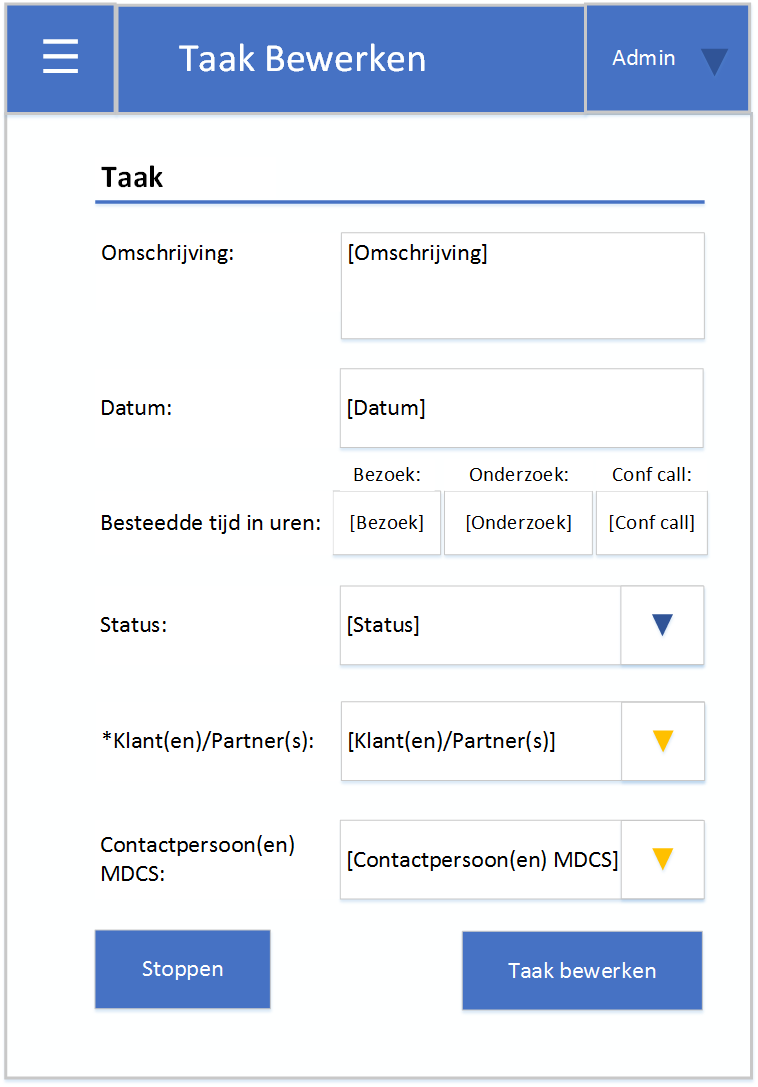 Taak Bewerken
Admin
Taak
Omschrijving:
[Omschrijving]
Datum:
[Datum]
Bezoek: Onderzoek: Conf call:
Besteedde tijd in uren:
[Bezoek] [Onderzoek] [Conf call]
Status:
[Status]
*Klant(en)/Partner(s):
[Klant(en)/Partner(s)]
Contactpersoon(en)
MDCS:
[Contactpersoon(en) MDCS]
Stoppen
Taak bewerken